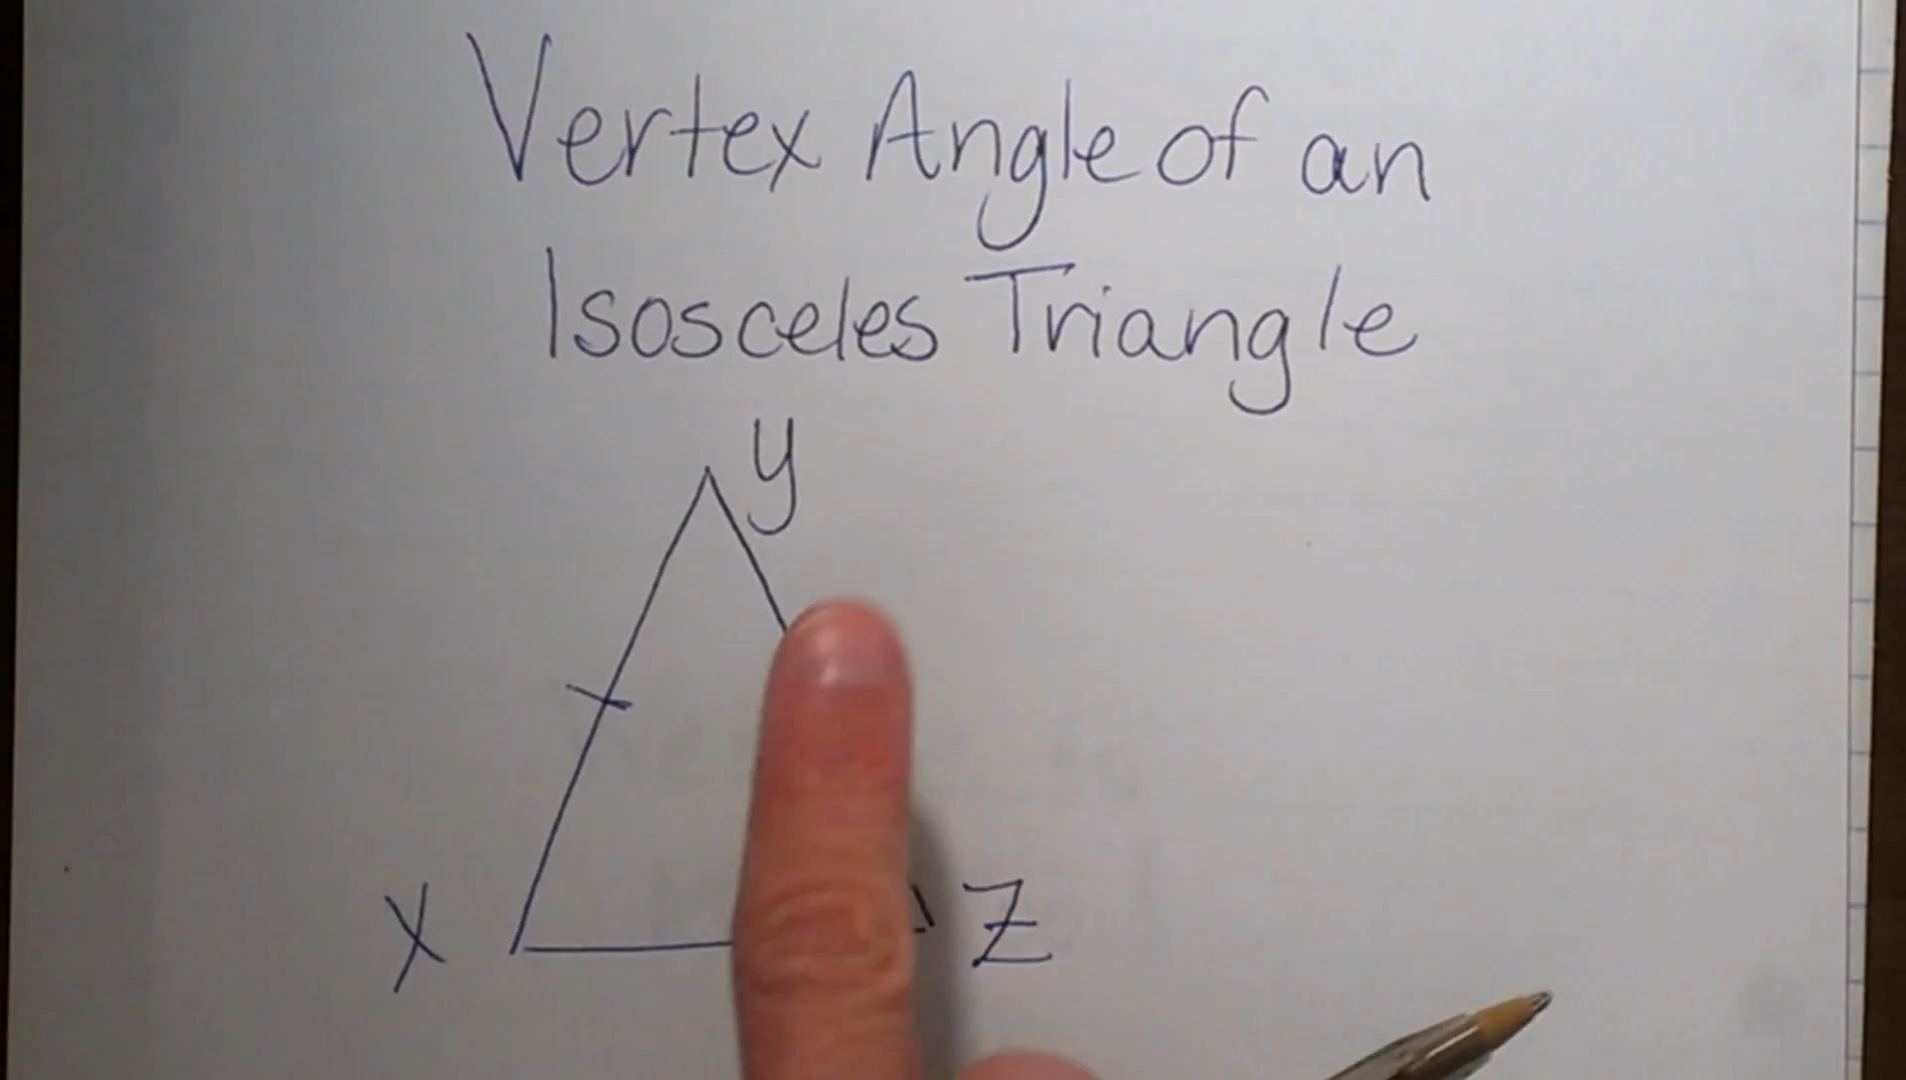 Vertex Angle of an
Isosceles Triangle
y
X
Z